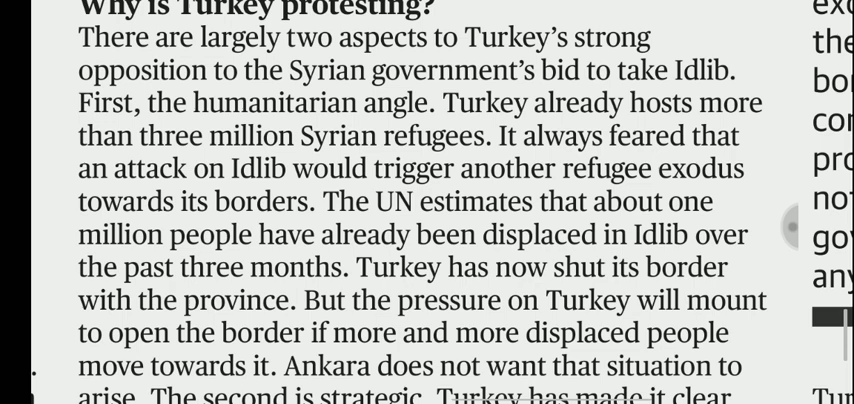 Why is Turkey protesting?
There are largely two aspects to Turkey's strong
opposition to the Syrian government's bid to take Idlib.
First, the humanitarian angle. Turkey already hosts more
than three million Syrian refugees. It always feared that
an attack on Idlib would trigger another refugee exodus
towards its borders. The UN estimates that about one
million people have already been displaced in Idlib over
the past three months. Turkey has now shut its border
with the province. But the pressure on Turkey will mount
to open the border if more and more displaced people
move towards it. Ankara does not want that situation to
arise. The second is strategic. Turkey has made it clear
the